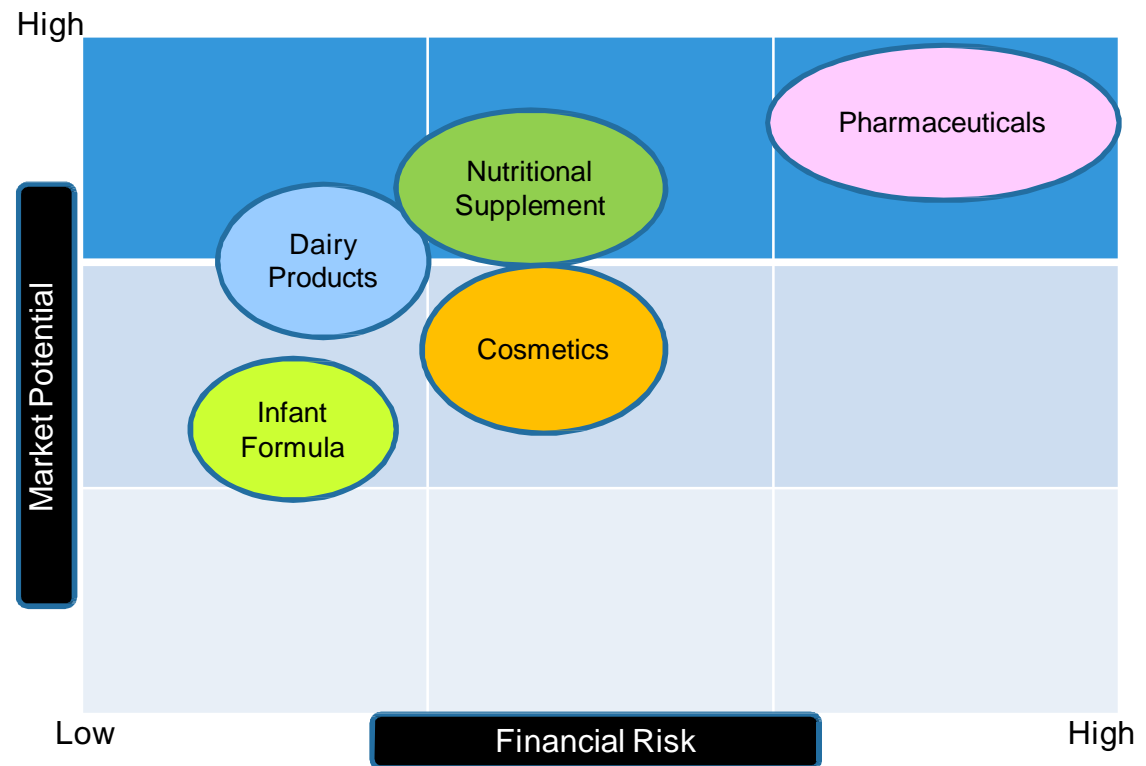 High
Pharmaceuticals
Nutritional
Supplement
Dairy
Products
Cosmetics
Infant
Formula
Market Potential
Low
Financial Risk
High